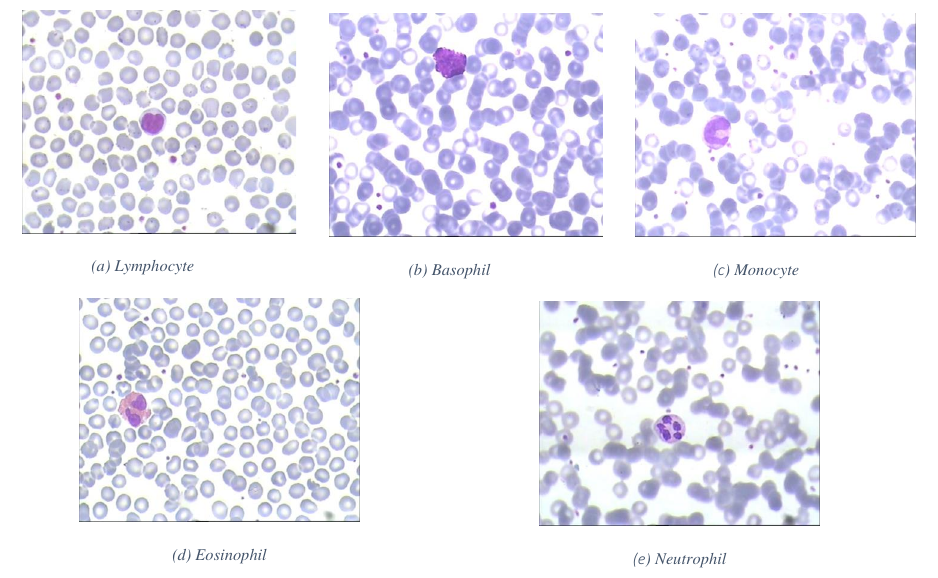 (a) Lymphocyte
(b) Basophil
(c) Monocyte
(d) Eosinophil
(e) Neutrophil